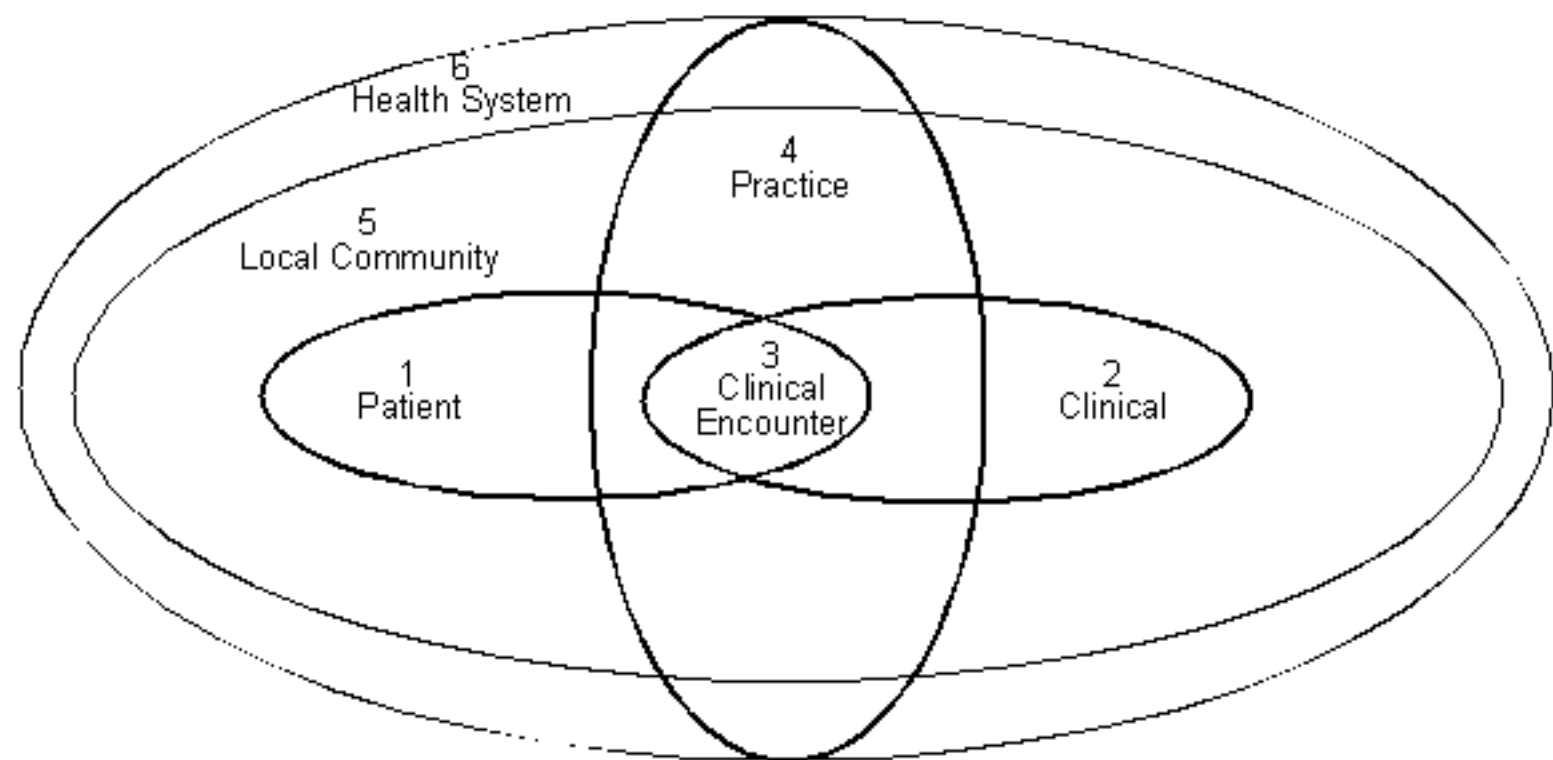 6
Health System
4
Practice
5
Local Community
1
Patient
3
Clinical
Encounter
2
Clinical